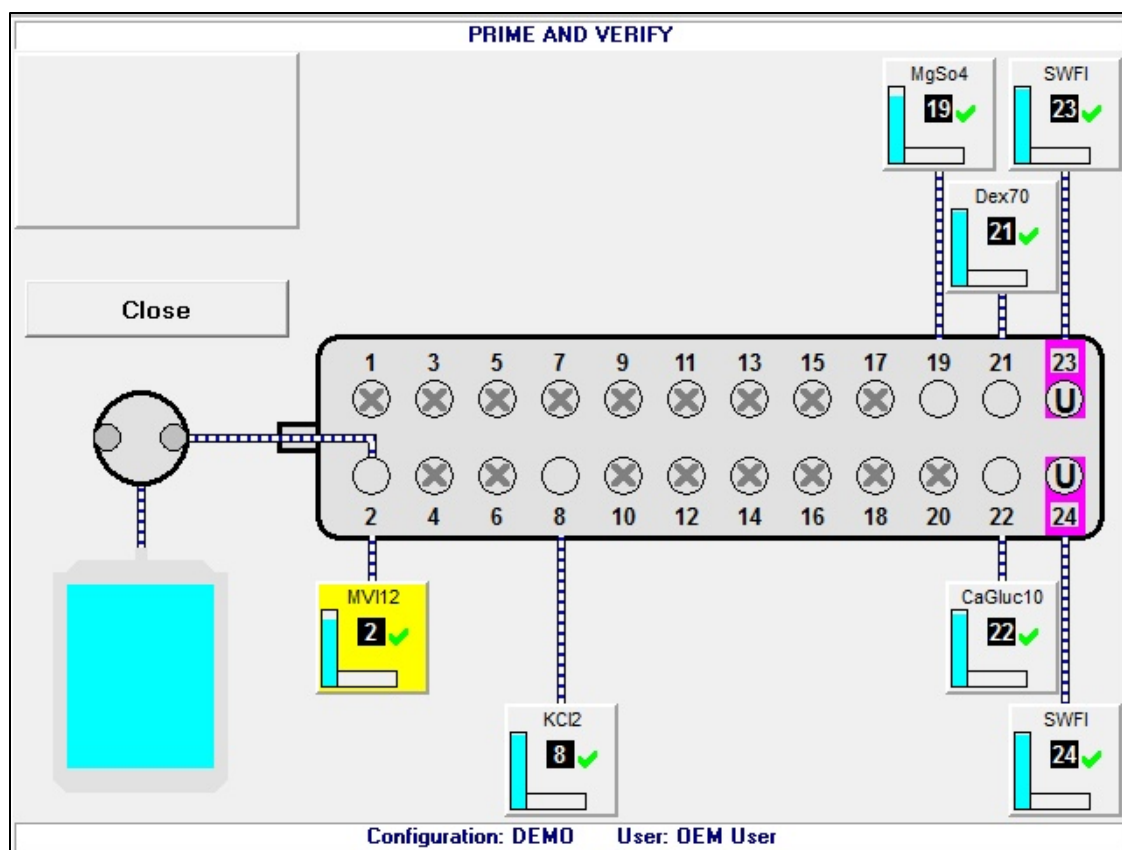 PRIME AND VERIFY
MgSo4
19
SWFI
23
Dex70
21
Close
1 3 5 7 9 11 13 15 17 19 21 23
U
U
2 4 6 8 10 12 14 16 18 20 22 24
MVI12
2
CaGluc10
22
KCl2
8
SWFI
24
Configuration: DEMO User: OEM User